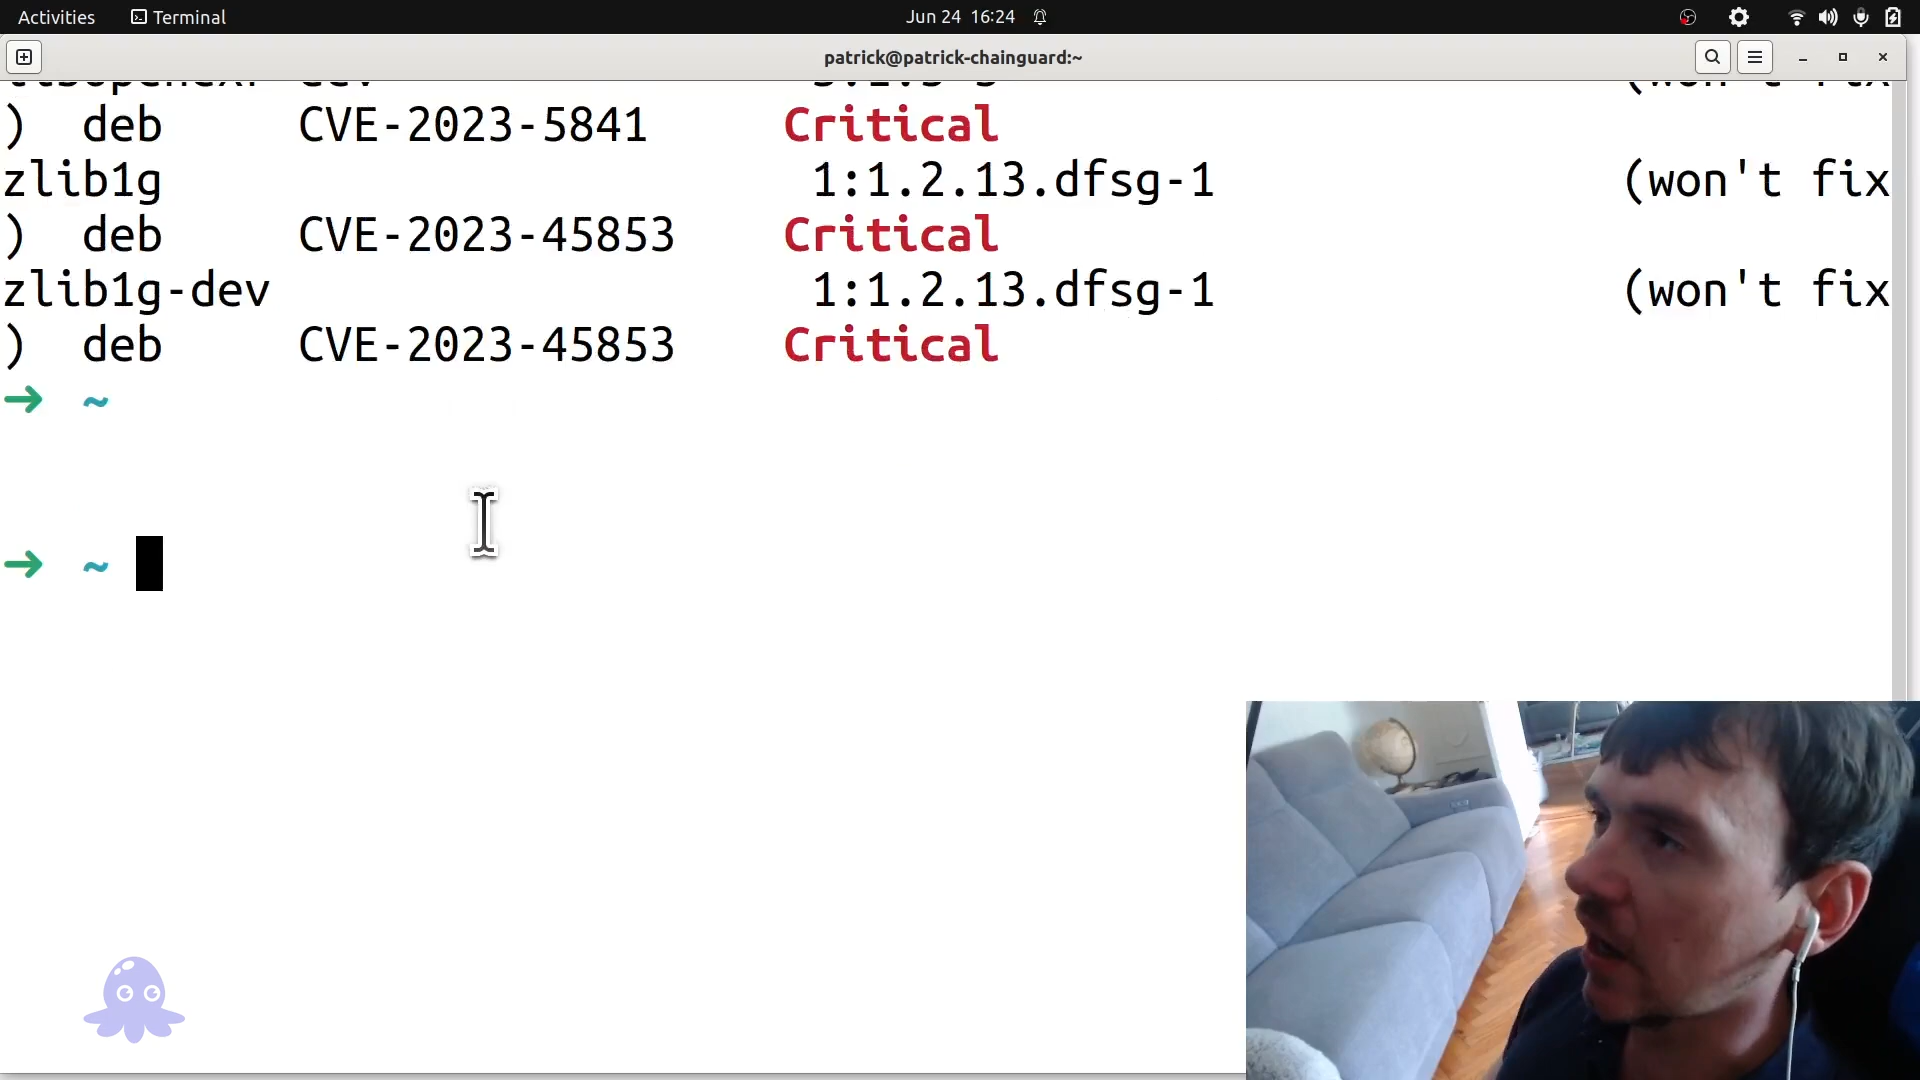 Activities
Terminal
Jun 24 16:24
patrick@patrick-chainguard:~
) deb CVE-2023-5841 Critical
zlib1g 1:1.2.13.dfsg-1 (won't fix
) deb CVE-2023-45853 Critical
zlib1g-dev 1:1.2.13.dfsg-1 (won't fix
) deb CVE-2023-45853 Critical
→ ~
→ ~